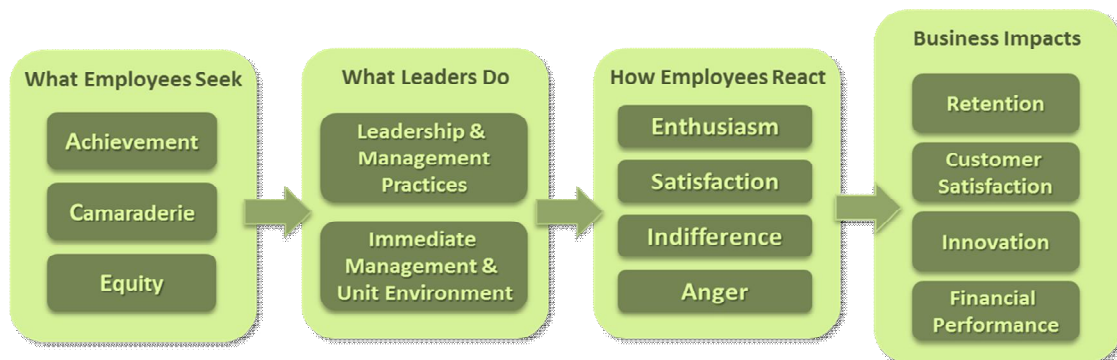 What Employees Seek
Achievement
Camaraderie
Equity
What Leaders Do
Leadership &
Management
Practices
Immediate
Management &
Unit Environment
How Employees React
Enthusiasm
Satisfaction
Indifference
Anger
Business Impacts
Retention
Customer
Satisfaction
Innovation
Financial
Performance